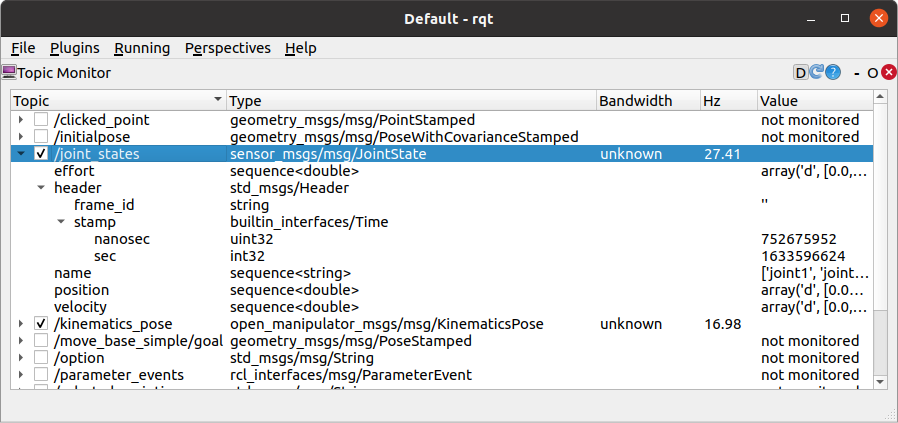 Default - rqt
File Plugins Running Perspectives Help
Topic Monitor D ? - O
Topic Type Bandwidth Hz Value
/clicked_point geometry_msgs/msg/PointStamped not monitored
/initialpose geometry_msgs/msg/PoseWithCovarianceStamped not monitored
/joint_states sensor_msgs/msg/JointState unknown 27.41
effort sequence<double> array('d', [0.0,...
header std_msgs/Header
frame_id string ''
stamp builtin_interfaces/Time
nanosec uint32 752675952
sec int32 1633596624
name sequence<string> ['joint1', 'joint...
position sequence<double> array('d', [0.0...
velocity sequence<double> array('d', [0.0,...
/kinematics_pose open_manipulator_msgs/msg/KinematicsPose unknown 16.98
/move_base_simple/goal geometry_msgs/msg/PoseStamped not monitored
/option std_msgs/msg/String not monitored
/parameter_events rcl_interfaces/msg/ParameterEvent not monitored